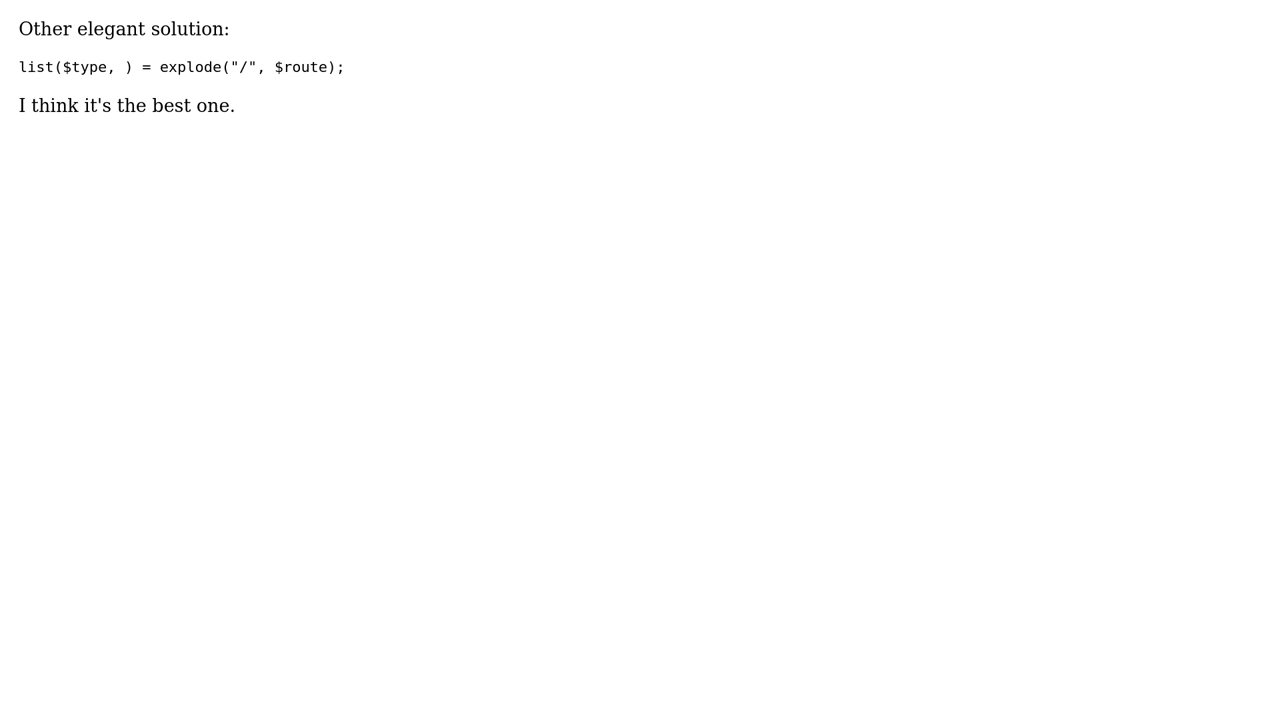 Other elegant solution:
list($type, ) = explode("/", $route);
I think it's the best one.